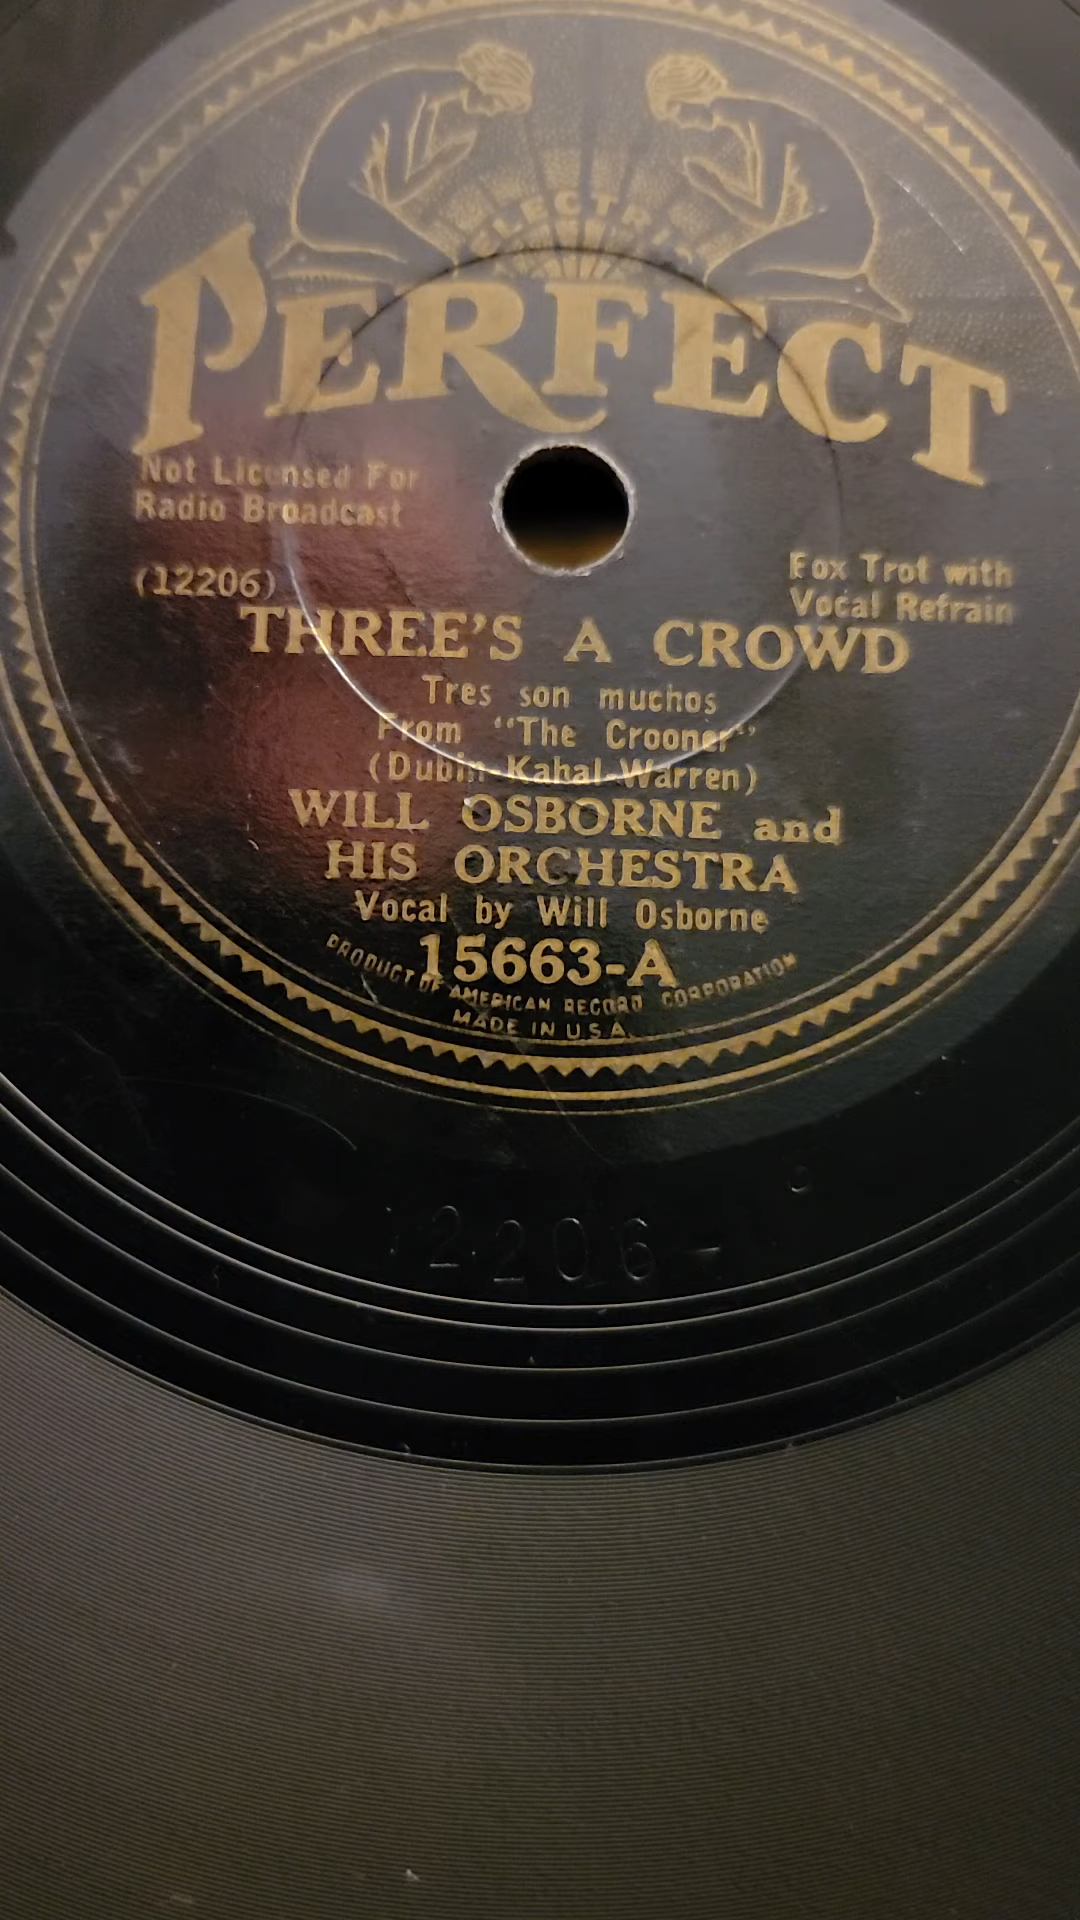 ELECTRIC
PERFECT
Not Licensed For
Radio Broadcast
(12206)
Fox Trot with
Vocal Refrain
THREE'S A CROWD
Tres son muchos
From "The Crooner"
(Dubin-Kahal-Warren)
WILL OSBORNE and
HIS ORCHESTRA
Vocal by Will Osborne
15663-A
PRODUCT OF AMERICAN RECORD CORPORATION
MADE IN U.S.A.
12206-